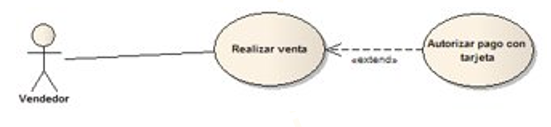 Realizar venta
Autorizar pago con
tarjeta
«extend»
Vendedor